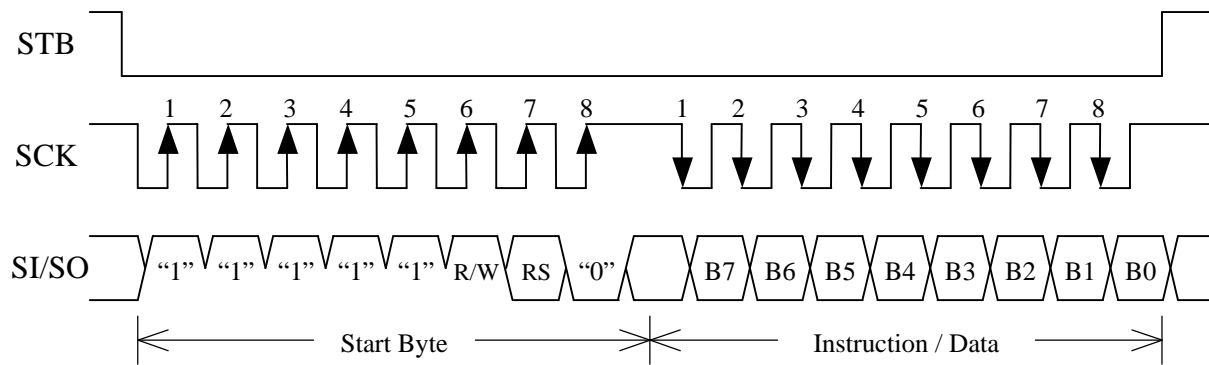 STB
1 2 3 4 5 6 7 8 1 2 3 4 5 6 7 8
SCK
SI/SO “1” “1” “1” “1” “1” R/W RS “0” B7 B6 B5 B4 B3 B2 B1 B0
Start Byte Instruction / Data